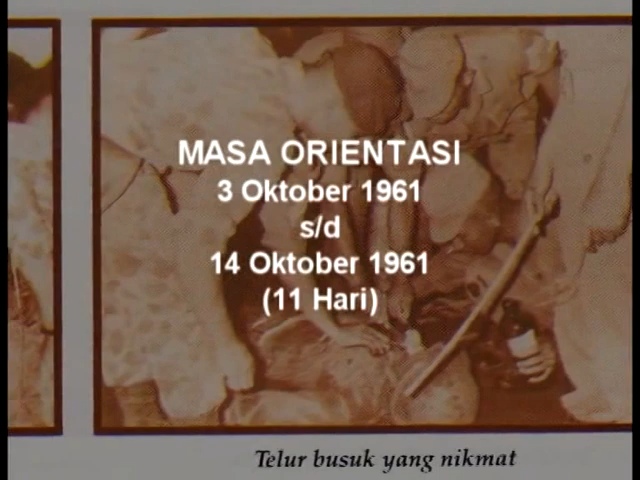 MASA ORIENTASI
3 Oktober 1961
s/d
14 Oktober 1961
(11 Hari)
Telur busuk yang nikmat